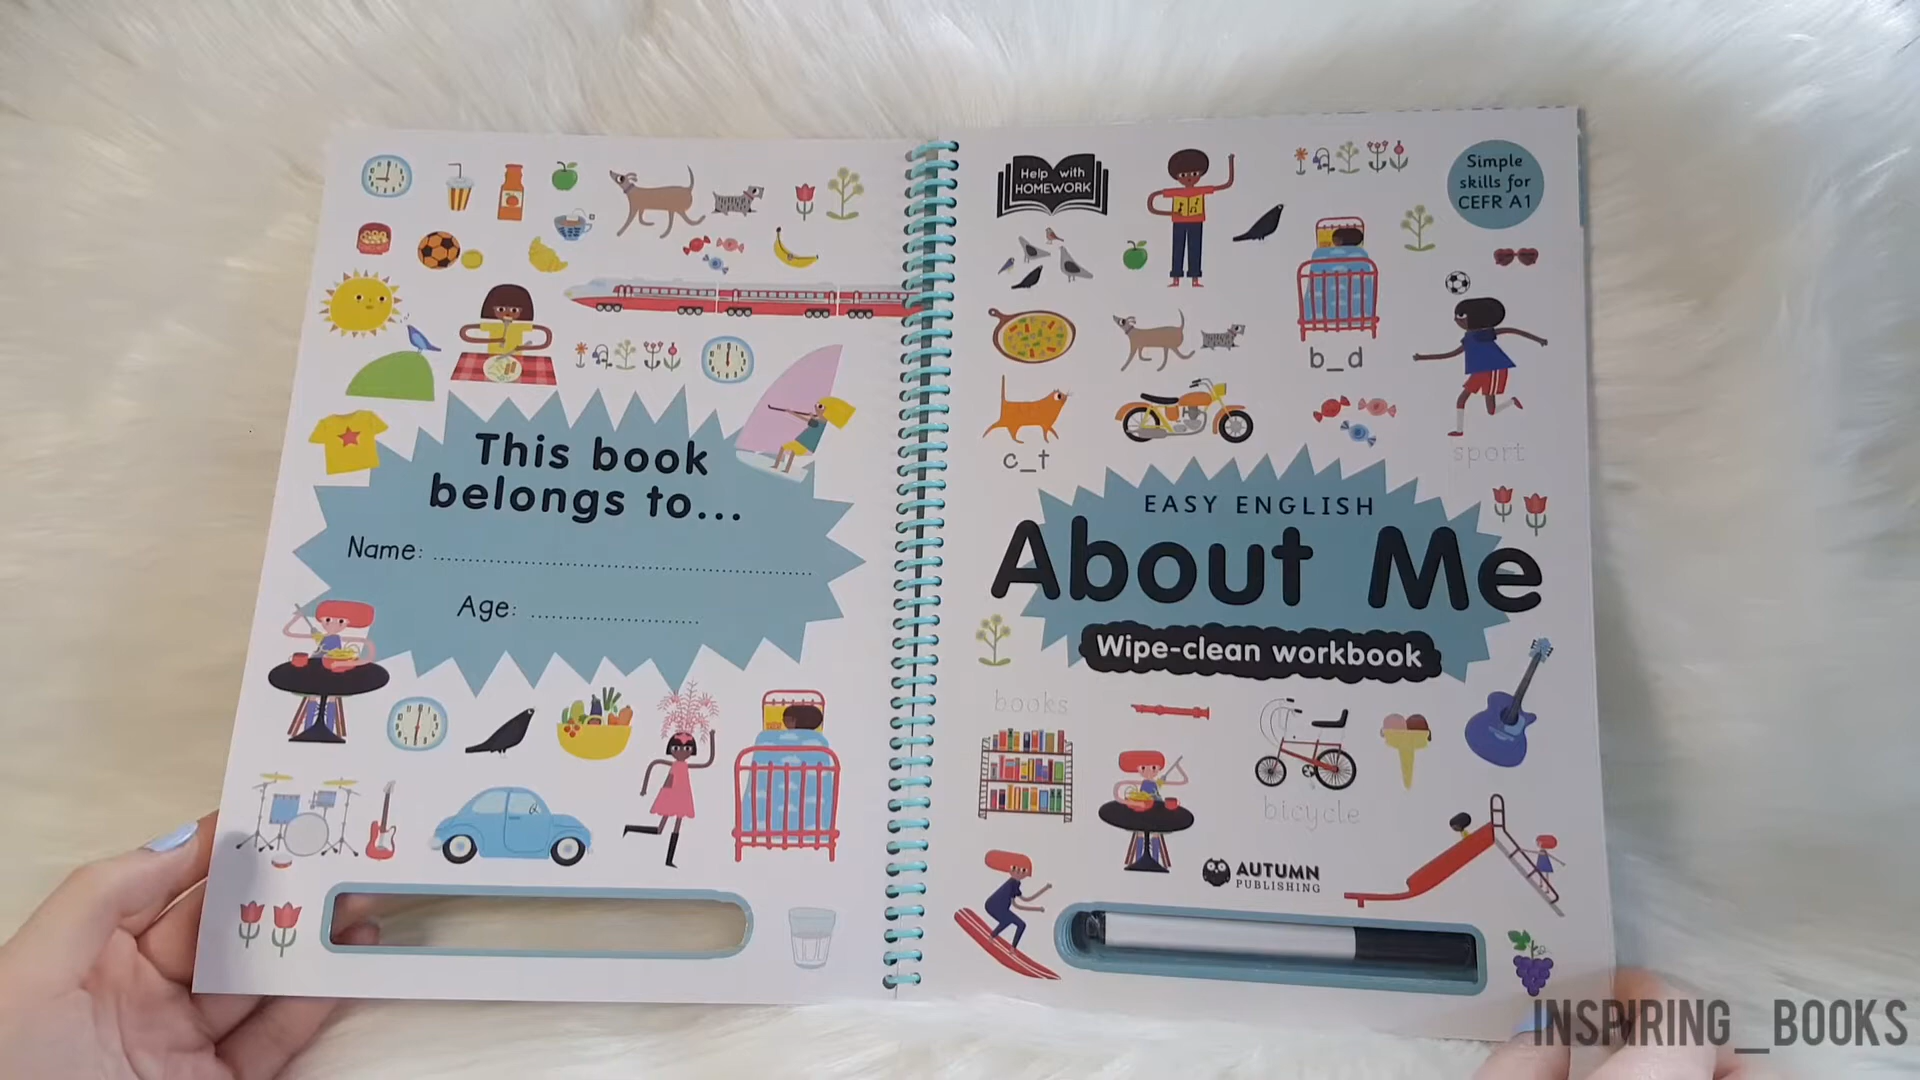 This book
belongs to...
Name:
Age:
Help with
HOMEWORK
Simple
skills for
CEFR A1
b_d
c_t
sport
EASY ENGLISH
About Me
Wipe-clean workbook
books
bicycle
AUTUMN
PUBLISHING
INSPIRING_BOOKS